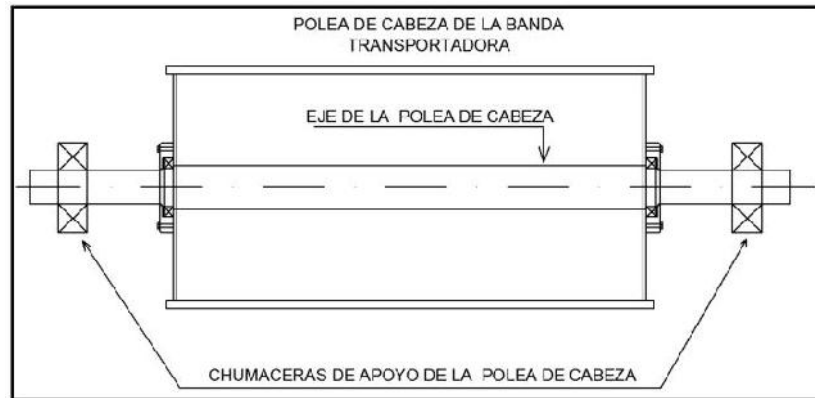 POLEA DE CABEZA DE LA BANDA
TRANSPORTADORA
EJE DE LA POLEA DE CABEZA
CHUMACERAS DE APOYO DE LA POLEA DE CABEZA